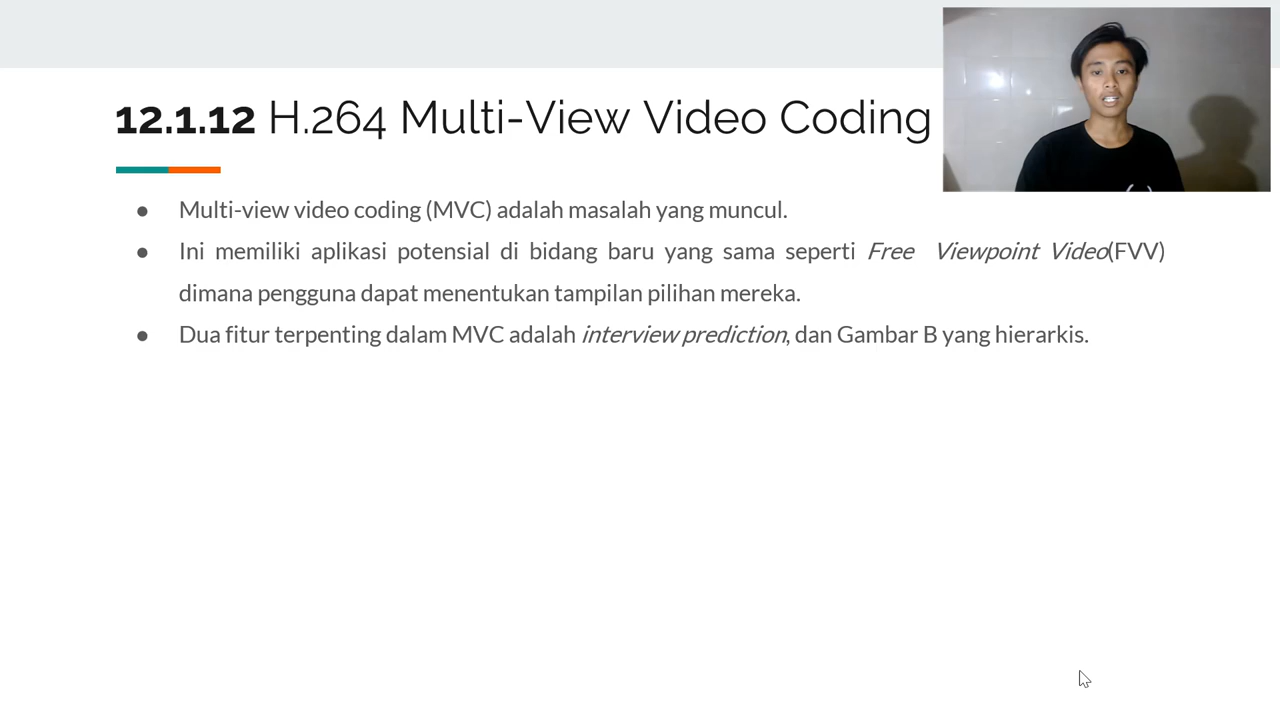 12.1.12 H.264 Multi-View Video Coding
● Multi-view video coding (MVC) adalah masalah yang muncul.
● Ini memiliki aplikasi potensial di bidang baru yang sama seperti Free Viewpoint Video(FVV)
dimana pengguna dapat menentukan tampilan pilihan mereka.
● Dua fitur terpenting dalam MVC adalah interview prediction, dan Gambar B yang hierarkis.